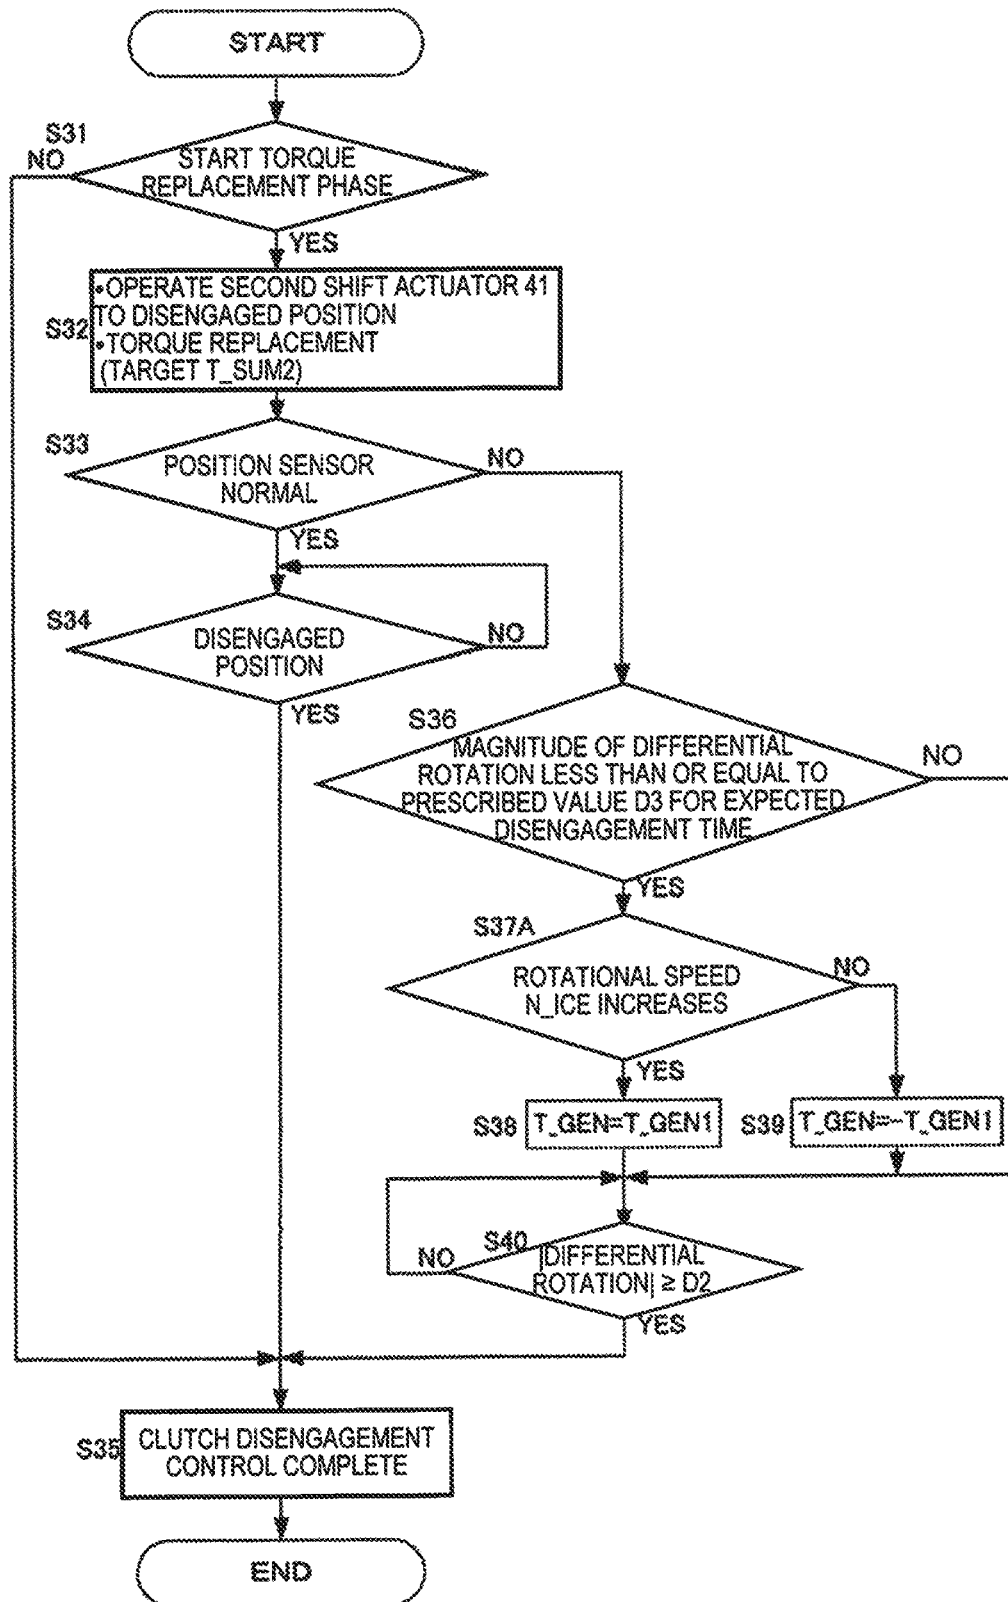 START
S31
NO
START TORQUE
REPLACEMENT PHASE
YES
S32
•OPERATE SECOND SHIFT ACTUATOR 41
TO DISENGAGED POSITION
•TORQUE REPLACEMENT
(TARGET T_SUM2)
S33
POSITION SENSOR
NORMAL
NO
YES
S34
DISENGAGED
POSITION
NO
YES
S36
MAGNITUDE OF DIFFERENTIAL
ROTATION LESS THAN OR EQUAL TO
PRESCRIBED VALUE D3 FOR EXPECTED
DISENGAGEMENT TIME
NO
YES
S37A
ROTATIONAL SPEED
N_ICE INCREASES
NO
YES
S38
T_GEN=T_GEN1
S39
T_GEN=-T_GEN1
S40
|DIFFERENTIAL
ROTATION| ≥ D2
NO
YES
S35
CLUTCH DISENGAGEMENT
CONTROL COMPLETE
END